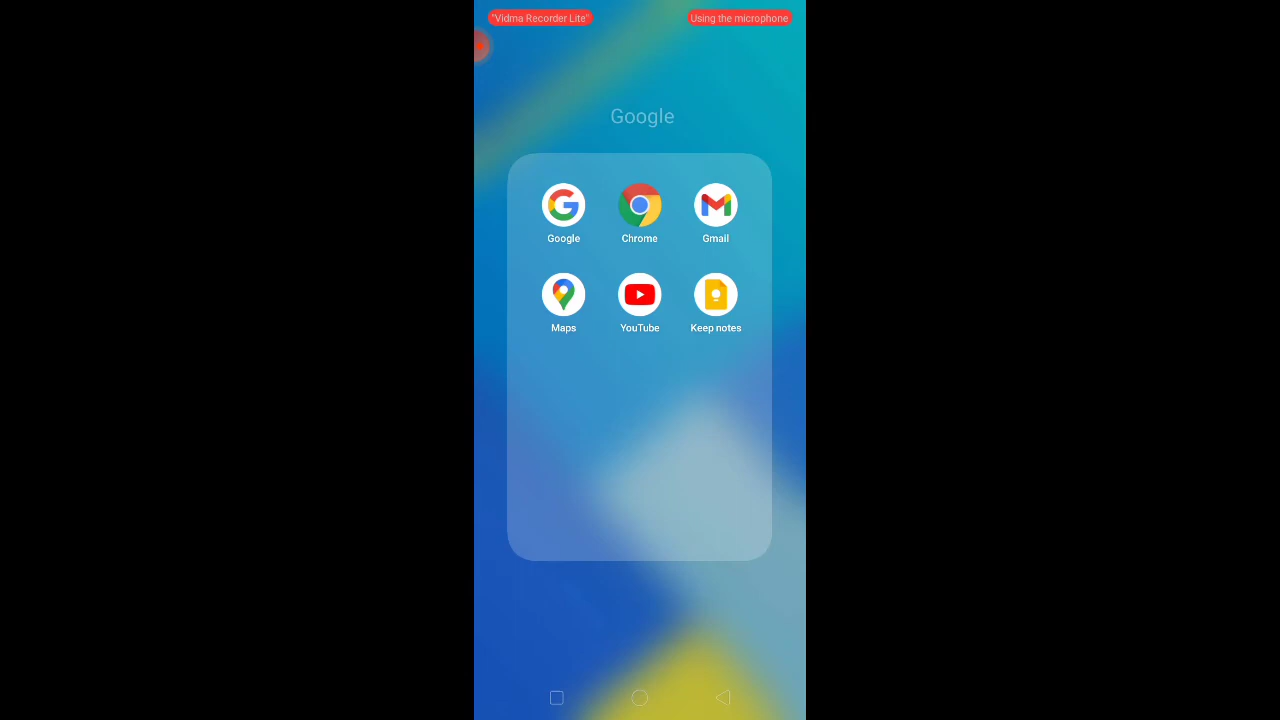 "Vidma Recorder Lite" Using the microphone
Google
Google Chrome Gmail
Maps YouTube Keep notes